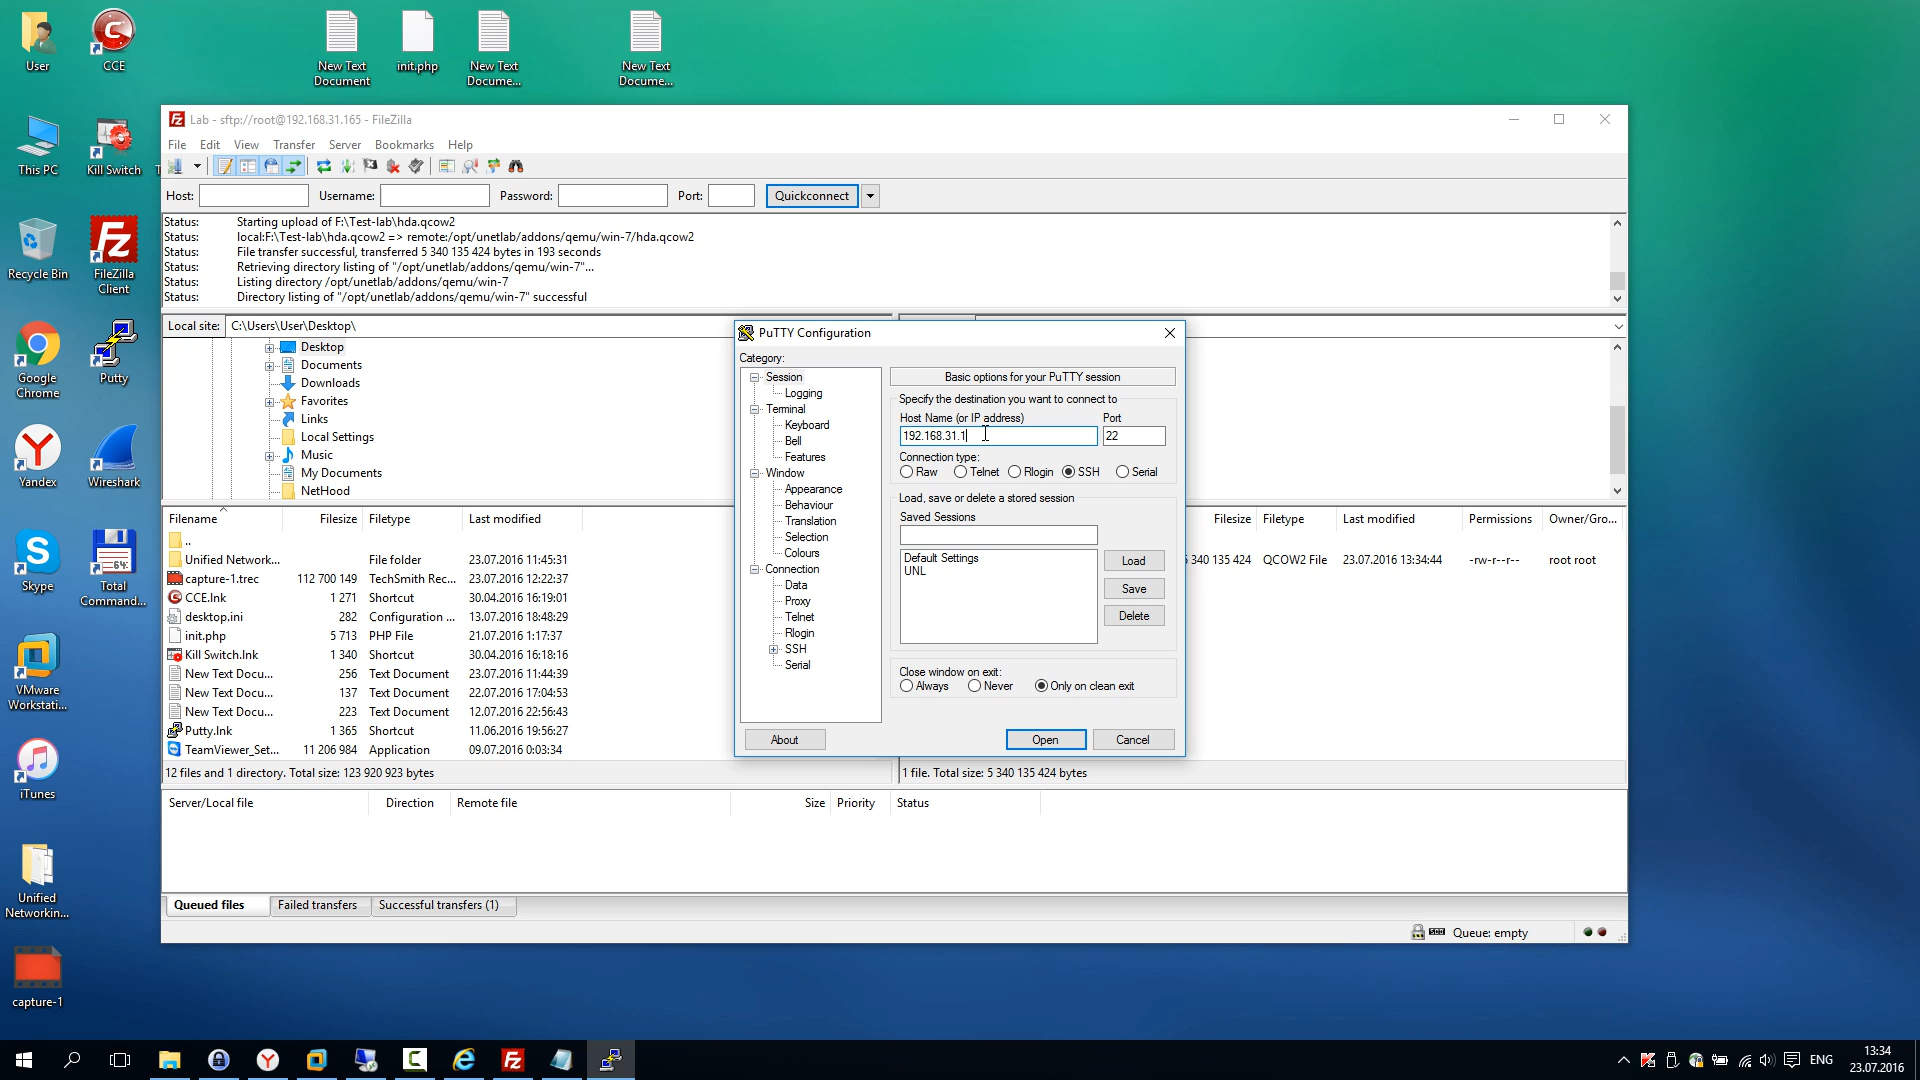 User
CCE
New Text
Document
init.php
New Text
Docume...
New Text
Docume...
This PC
Kill Switch
T
Recycle Bin
FileZilla
Client
Google
Chrome
Putty
Yandex
Wireshark
Skype
Total
Command...
VMware
Workstati...
iTunes
Unified
Networkin...
capture-1
Lab - sftp://root@192.168.31.165 - FileZilla
File Edit View Transfer Server Bookmarks Help
Host: Username: Password: Port: Quickconnect
Status: Starting upload of F:\Test-lab\hda.qcow2
Status: local:F:\Test-lab\hda.qcow2 => remote:/opt/unetlab/addons/qemu/win-7/hda.qcow2
Status: File transfer successful, transferred 5 340 135 424 bytes in 193 seconds
Status: Retrieving directory listing of "/opt/unetlab/addons/qemu/win-7"...
Status: Listing directory /opt/unetlab/addons/qemu/win-7
Status: Directory listing of "/opt/unetlab/addons/qemu/win-7" successful
Local site: C:\Users\User\Desktop\
Desktop
Documents
Downloads
Favorites
Links
Local Settings
Music
My Documents
NetHood
Filename Filesize Filetype Last modified
..
Unified Network... File folder 23.07.2016 11:45:31
capture-1.trec 112 700 149 TechSmith Rec... 23.07.2016 12:22:37
CCE.lnk 1 271 Shortcut 30.04.2016 16:19:01
desktop.ini 282 Configuration ... 13.07.2016 18:48:29
init.php 5 713 PHP File 21.07.2016 1:17:37
Kill Switch.lnk 1 340 Shortcut 30.04.2016 16:18:16
New Text Docu... 256 Text Document 23.07.2016 11:44:39
New Text Docu... 137 Text Document 22.07.2016 17:04:53
New Text Docu... 223 Text Document 12.07.2016 22:56:43
Putty.lnk 1 365 Shortcut 11.06.2016 19:56:27
TeamViewer_Set... 11 206 984 Application 09.07.2016 0:03:34
12 files and 1 directory. Total size: 123 920 923 bytes
Filesize Filetype Last modified Permissions Owner/Gro...
5 340 135 424 QCOW2 File 23.07.2016 13:34:44 -rw-r--r-- root root
1 file. Total size: 5 340 135 424 bytes
PuTTY Configuration
Category:
Session
Logging
Terminal
Keyboard
Bell
Features
Window
Appearance
Behaviour
Translation
Selection
Colours
Connection
Data
Proxy
Telnet
Rlogin
SSH
Serial
Basic options for your PuTTY session
Specify the destination you want to connect to
Host Name (or IP address) Port
192.168.31.1 22
Connection type:
Raw Telnet Rlogin SSH Serial
Load, save or delete a stored session
Saved Sessions
Default Settings
UNL
Load
Save
Delete
Close window on exit:
Always Never Only on clean exit
About Open Cancel
Server/Local file Direction Remote file Size Priority Status
Queued files Failed transfers Successful transfers (1)
Queue: empty
ENG
13:34
23.07.2016